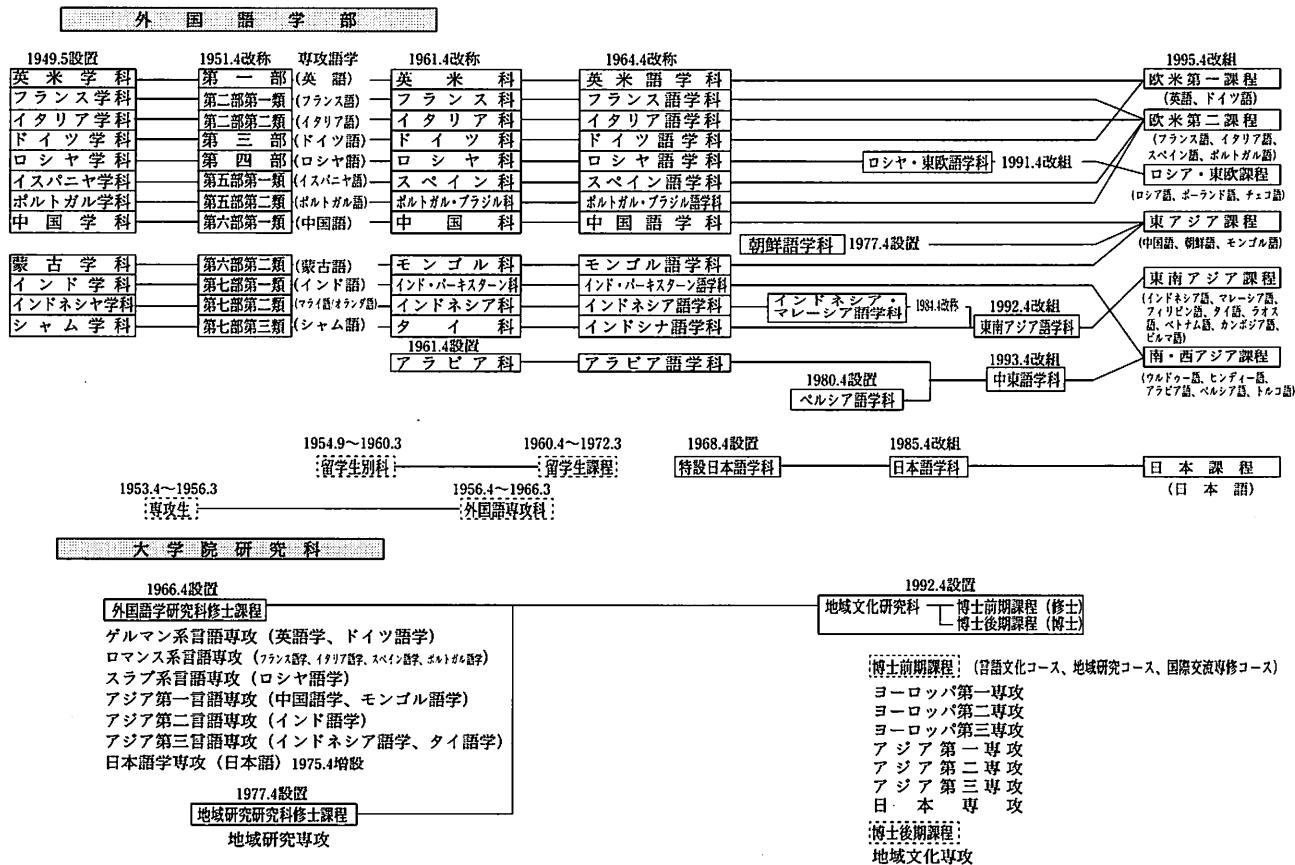 外国語学部
1949.5設置 1951.4改称 専攻語学 1961.4改称 1964.4改称 1995.4改組
英米学科 第一部 (英語) 英米科 英米語学科 欧米第一課程
(英語、ドイツ語)
フランス学科 第二部第一類 (フランス語) フランス科 フランス語学科
イタリア学科 第二部第二類 (イタリア語) イタリア科 イタリア語学科 欧米第二課程
(フランス語、イタリア語、
スペイン語、ポルトガル語)
ドイツ学科 第三部 (ドイツ語) ドイツ科 ドイツ語学科
ロシヤ学科 第四部 (ロシヤ語) ロシヤ科 ロシヤ語学科 ロシヤ・東欧語学科 1991.4改組
イスパニヤ学科 第五部第一類 (イスパニヤ語) スペイン科 スペイン語学科 ロシア・東欧課程
(ロシア語、ポーランド語、チェコ語)
ポルトガル学科 第五部第二類 (ポルトガル語) ポルトガル・ブラジル科 ポルトガル・ブラジル語学科
中国学科 第六部第一類 (中国語) 中国科 中国語学科 東アジア課程
(中国語、朝鮮語、モンゴル語)
朝鮮語学科 1977.4設置
蒙古学科 第六部第二類 (蒙古語) モンゴル科 モンゴル語学科
インド学科 第七部第一類 (インド語) インド・パーキスターン科 インド・パーキスターン語学科 東南アジア課程
(インドネシア語、マレーシア語、
フィリピン語、タイ語、ラオス
語、ベトナム語、カンボジア語、
ビルマ語)
インドネシヤ学科 第七部第二類 (マライ語/オランダ語) インドネシア科 インドネシア語学科 インドネシア・
マレーシア語学科 1984.4改称 1992.4改組
シャム学科 第七部第三類 (シャム語) タイ科 インドシナ語学科 東南アジア語学科
1961.4設置
アラビア科 アラビア語学科 1993.4改組 南・西アジア課程
(ウルドゥー語、ヒンディー語、
アラビア語、ペルシア語、トルコ語)
1980.4設置 中東語学科
ペルシア語学科
1954.9〜1960.3 1960.4〜1972.3 1968.4設置 1985.4改組
留学生別科 留学生課程 特設日本語学科 日本語学科 日本課程
(日本語)
1953.4〜1956.3 1956.4〜1966.3
専攻生 外国語専攻科
大学院研究科
1966.4設置 1992.4設置
外国語学研究科修士課程 地域文化研究科 博士前期課程(修士)
博士後期課程(博士)
ゲルマン系言語専攻(英語学、ドイツ語学)
ロマンス系言語専攻(フランス語学、イタリア語学、スペイン語学、ポルトガル語学)
スラブ系言語専攻(ロシヤ語学)
アジア第一言語専攻(中国語学、モンゴル語学)
アジア第二言語専攻(インド語学)
アジア第三言語専攻(インドネシア語学、タイ語学)
日本語学専攻(日本語)1975.4増設
1977.4設置
地域研究研究科修士課程
地域研究専攻
博士前期課程 (言語文化コース、地域研究コース、国際交流専修コース)
ヨーロッパ第一専攻
ヨーロッパ第二専攻
ヨーロッパ第三専攻
アジア第一専攻
アジア第二専攻
アジア第三専攻
日本専攻
博士後期課程
地域文化専攻